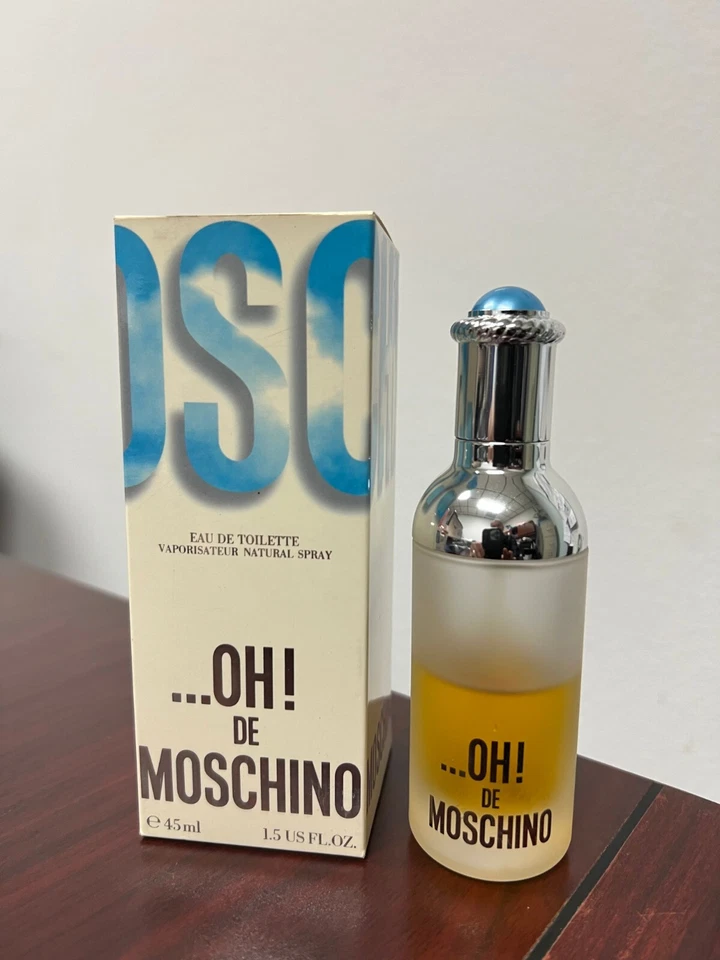 OSC
EAU DE TOILETTE
VAPORISATEUR NATURAL SPRAY
...OH!
DE
MOSCHINO
℮ 45ml
1.5 US FL.OZ.
...OH!
DE
MOSCHINO